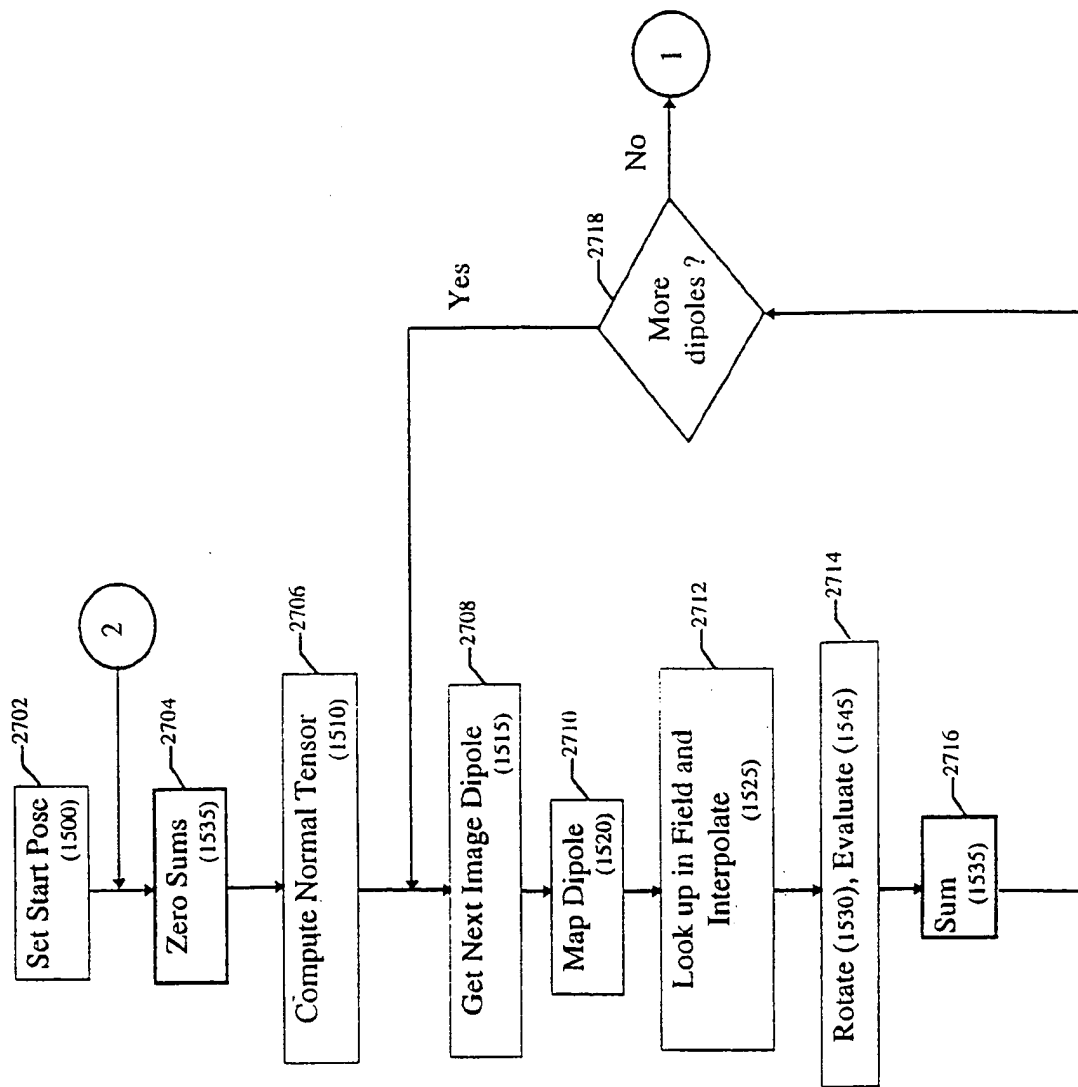 2702
Set Start Pose
(1500)
2
2704
Zero Sums
(1535)
2706
Compute Normal Tensor
(1510)
2708
Get Next Image Dipole
(1515)
2710
Map Dipole
(1520)
2712
Look up in Field and
Interpolate
(1525)
2714
Rotate (1530), Evaluate (1545)
2716
Sum
(1535)
2718
More
dipoles ?
Yes
No
1